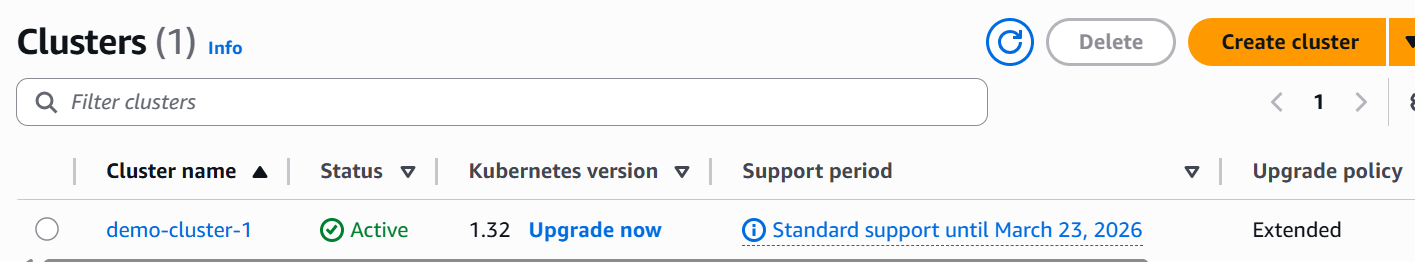 Clusters (1) Info
Delete
Create cluster
Filter clusters
1
Cluster name Status Kubernetes version Support period Upgrade policy
demo-cluster-1 Active 1.32 Upgrade now Standard support until March 23, 2026 Extended